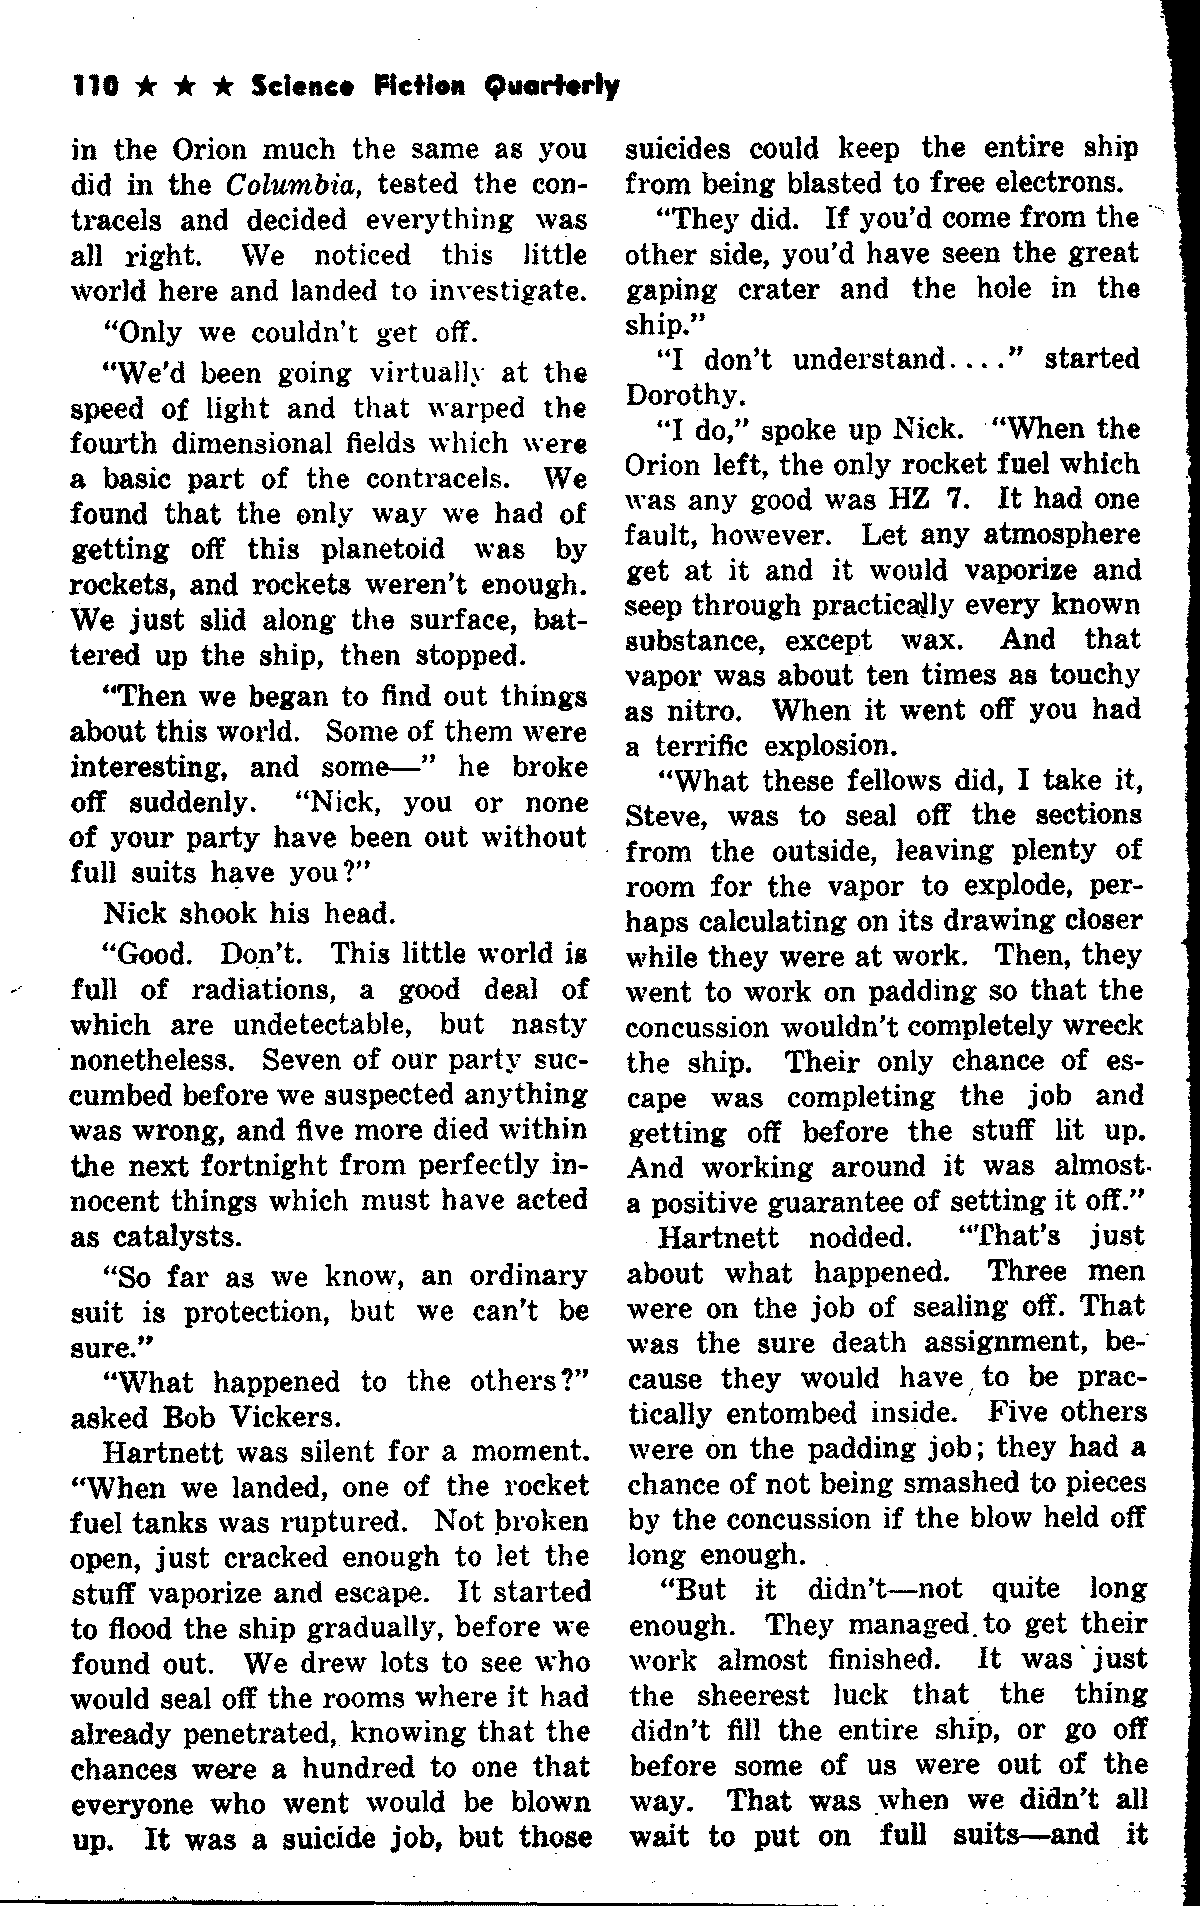 110 ★ ★ ★ Science Fiction Quarterly
in the Orion much the same as you
did in the Columbia, tested the con-
tracels and decided everything was
all right. We noticed this little
world here and landed to investigate.
“Only we couldn't get off.
“We'd been going virtually at the
speed of light and that warped the
fourth dimensional fields which were
a basic part of the contracels. We
found that the only way we had of
getting off this planetoid was by
rockets, and rockets weren't enough.
We just slid along the surface, bat-
tered up the ship, then stopped.
“Then we began to find out things
about this world. Some of them were
interesting, and some—” he broke
off suddenly. “Nick, you or none
of your party have been out without
full suits have you?”
Nick shook his head.
“Good. Don't. This little world is
full of radiations, a good deal of
which are undetectable, but nasty
nonetheless. Seven of our party suc-
cumbed before we suspected anything
was wrong, and five more died within
the next fortnight from perfectly in-
nocent things which must have acted
as catalysts.
“So far as we know, an ordinary
suit is protection, but we can't be
sure.”
“What happened to the others?”
asked Bob Vickers.
Hartnett was silent for a moment.
“When we landed, one of the rocket
fuel tanks was ruptured. Not broken
open, just cracked enough to let the
stuff vaporize and escape. It started
to flood the ship gradually, before we
found out. We drew lots to see who
would seal off the rooms where it had
already penetrated, knowing that the
chances were a hundred to one that
everyone who went would be blown
up. It was a suicide job, but those
suicides could keep the entire ship
from being blasted to free electrons.
“They did. If you'd come from the
other side, you'd have seen the great
gaping crater and the hole in the
ship.”
“I don't understand....” started
Dorothy.
“I do,” spoke up Nick. “When the
Orion left, the only rocket fuel which
was any good was HZ 7. It had one
fault, however. Let any atmosphere
get at it and it would vaporize and
seep through practically every known
substance, except wax. And that
vapor was about ten times as touchy
as nitro. When it went off you had
a terrific explosion.
“What these fellows did, I take it,
Steve, was to seal off the sections
from the outside, leaving plenty of
room for the vapor to explode, per-
haps calculating on its drawing closer
while they were at work. Then, they
went to work on padding so that the
concussion wouldn't completely wreck
the ship. Their only chance of es-
cape was completing the job and
getting off before the stuff lit up.
And working around it was almost
a positive guarantee of setting it off.”
Hartnett nodded. “That's just
about what happened. Three men
were on the job of sealing off. That
was the sure death assignment, be-
cause they would have to be prac-
tically entombed inside. Five others
were on the padding job; they had a
chance of not being smashed to pieces
by the concussion if the blow held off
long enough.
“But it didn't—not quite long
enough. They managed to get their
work almost finished. It was just
the sheerest luck that the thing
didn't fill the entire ship, or go off
before some of us were out of the
way. That was when we didn't all
wait to put on full suits—and it